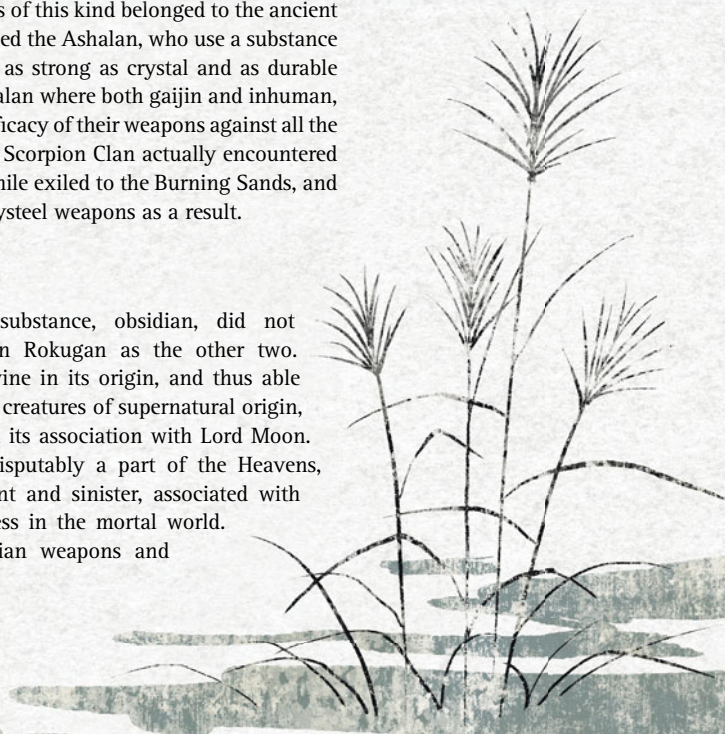 s of this kind belonged to the ancient
ed the Ashalan, who use a substance
as strong as crystal and as durable
alan where both gaijin and inhuman,
ficacy of their weapons against all the
Scorpion Clan actually encountered
hile exiled to the Burning Sands, and
ysteel weapons as a result.
substance, obsidian, did not
n Rokugan as the other two.
vine in its origin, and thus able
creatures of supernatural origin,
its association with Lord Moon.
isputably a part of the Heavens,
nt and sinister, associated with
ess in the mortal world.
ian weapons and